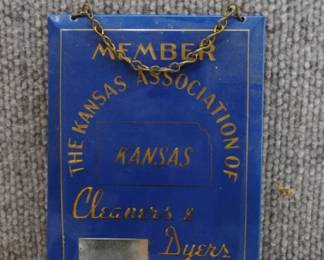 MEMBER
THE KANSAS ASSOCIATION OF
KANSAS
Cleaners &
Dyers